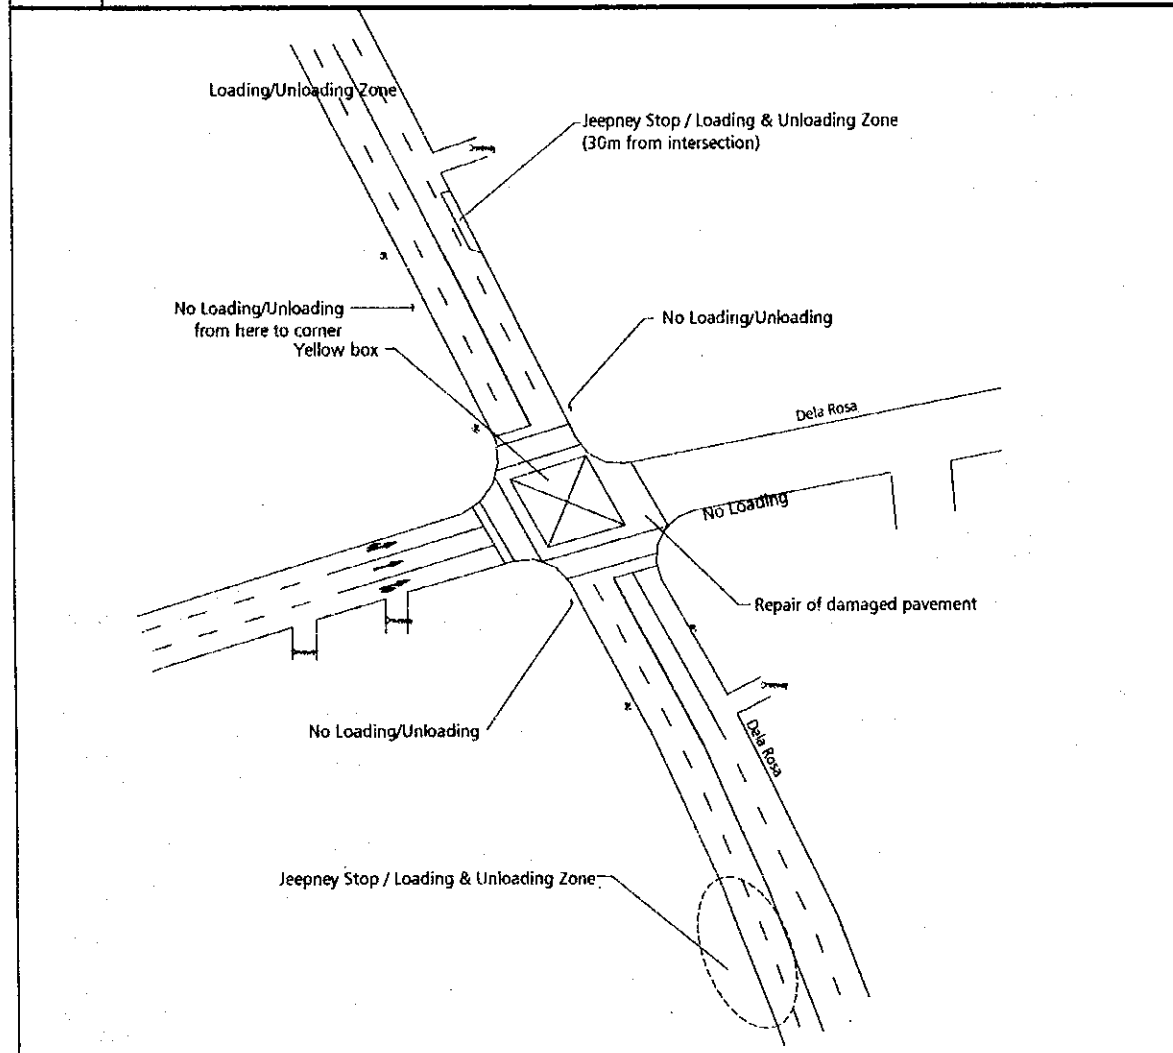 Loading/Unloading Zone
Jeepney Stop / Loading & Unloading Zone
(30m from intersection)
No Loading/Unloading
from here to corner
Yellow box
No Loading/Unloading
Dela Rosa
No Loading
Repair of damaged pavement
No Loading/Unloading
Dela Rosa
Jeepney Stop / Loading & Unloading Zone